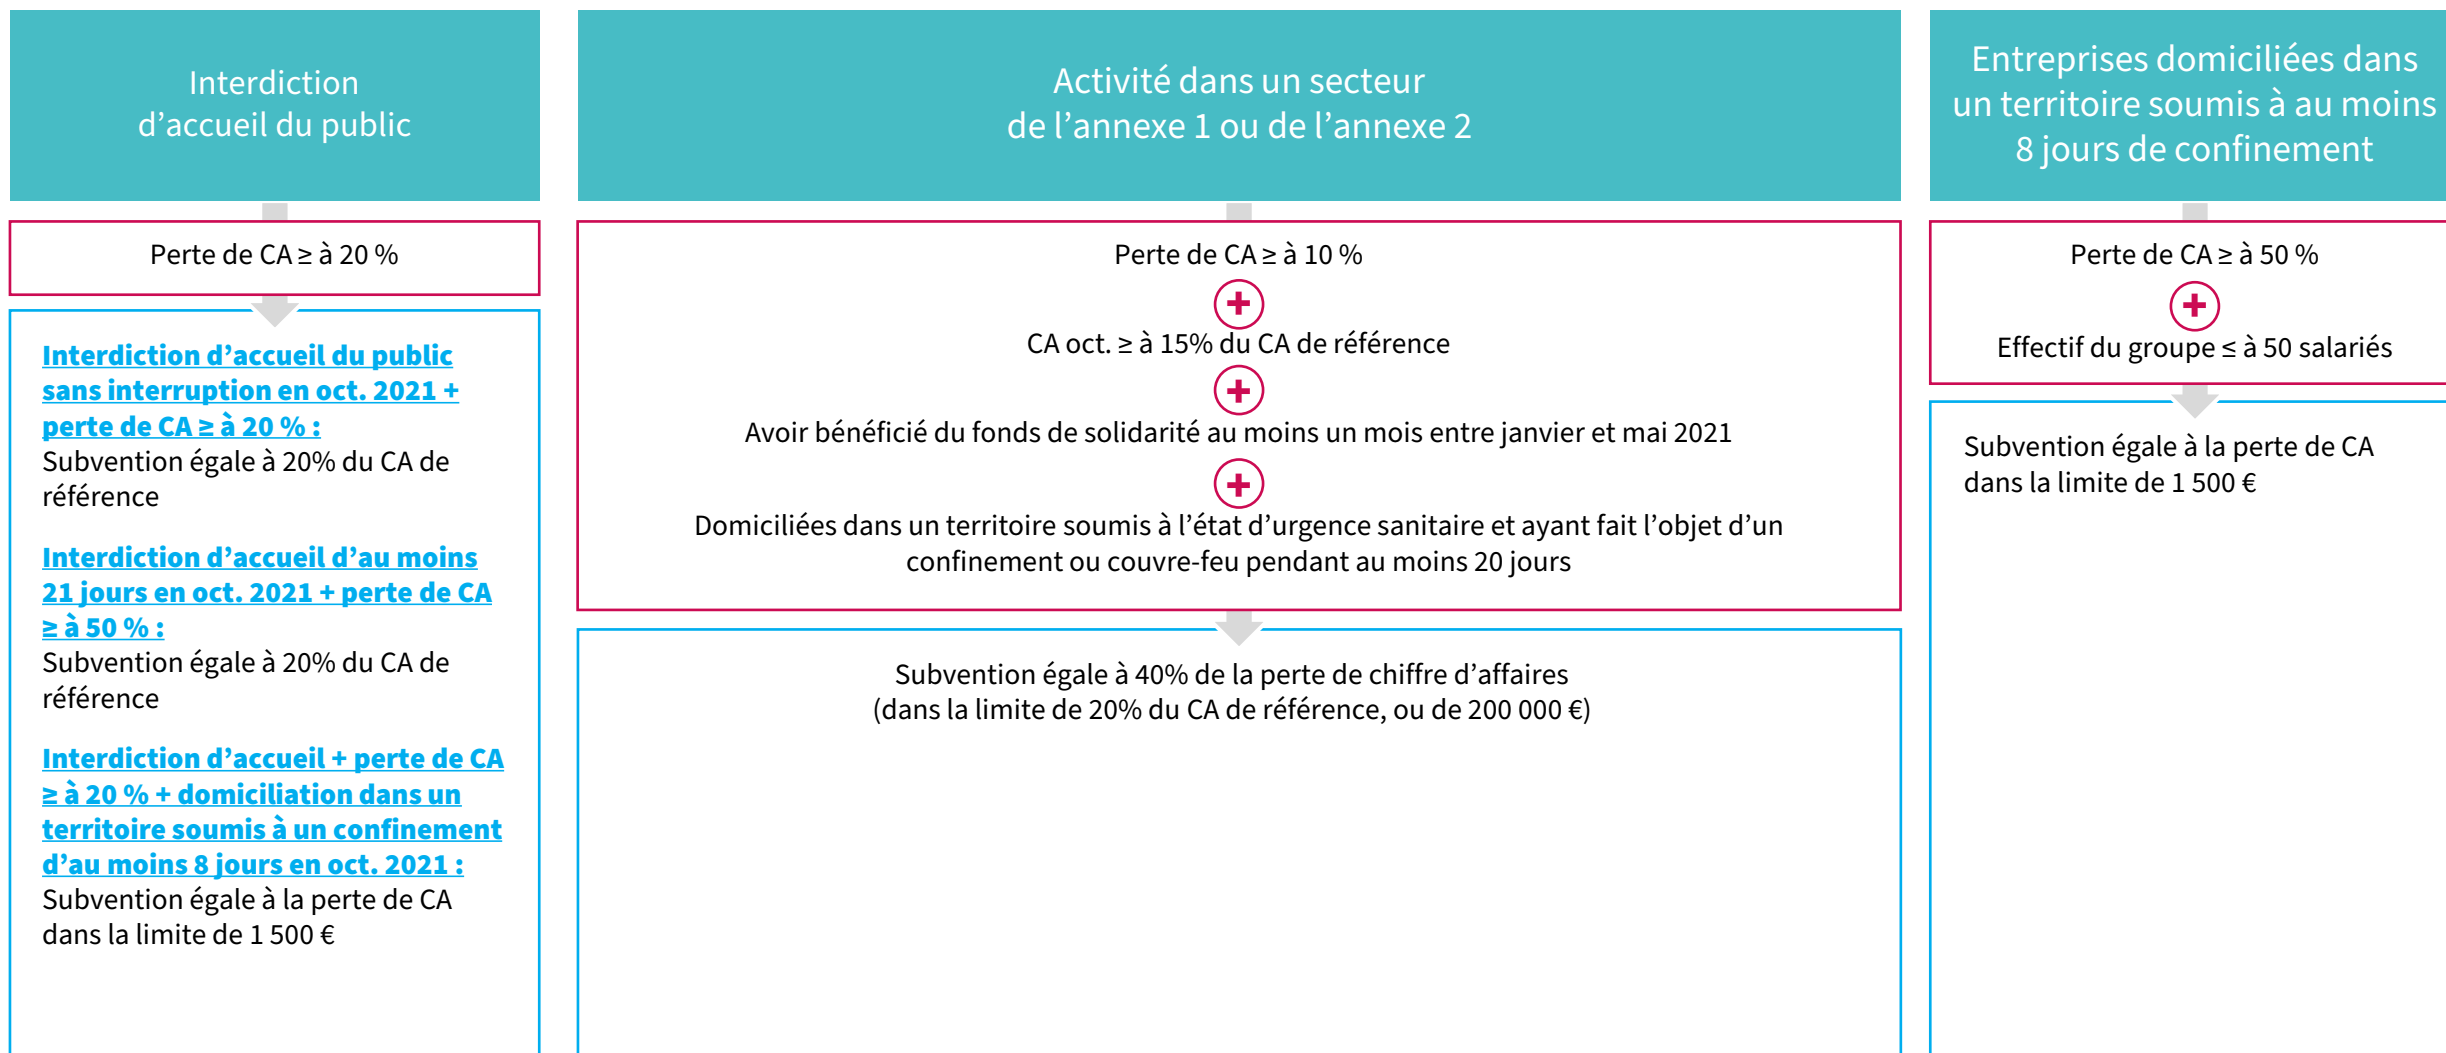 Interdiction
d’accueil du public
Perte de CA ≥ à 20 %
Interdiction d’accueil du public
sans interruption en oct. 2021 +
perte de CA ≥ à 20 % :
Subvention égale à 20% du CA de
référence
Interdiction d’accueil d’au moins
21 jours en oct. 2021 + perte de CA
≥ à 50 % :
Subvention égale à 20% du CA de
référence
Interdiction d’accueil + perte de CA
≥ à 20 % + domiciliation dans un
territoire soumis à un confinement
d’au moins 8 jours en oct. 2021 :
Subvention égale à la perte de CA
dans la limite de 1 500 €
Activité dans un secteur
de l’annexe 1 ou de l’annexe 2
Perte de CA ≥ à 10 %
+
CA oct. ≥ à 15% du CA de référence
+
Avoir bénéficié du fonds de solidarité au moins un mois entre janvier et mai 2021
+
Domiciliées dans un territoire soumis à l’état d’urgence sanitaire et ayant fait l’objet d’un
confinement ou couvre-feu pendant au moins 20 jours
Subvention égale à 40% de la perte de chiffre d’affaires
(dans la limite de 20% du CA de référence, ou de 200 000 €)
Entreprises domiciliées dans
un territoire soumis à au moins
8 jours de confinement
Perte de CA ≥ à 50 %
+
Effectif du groupe ≤ à 50 salariés
Subvention égale à la perte de CA
dans la limite de 1 500 €